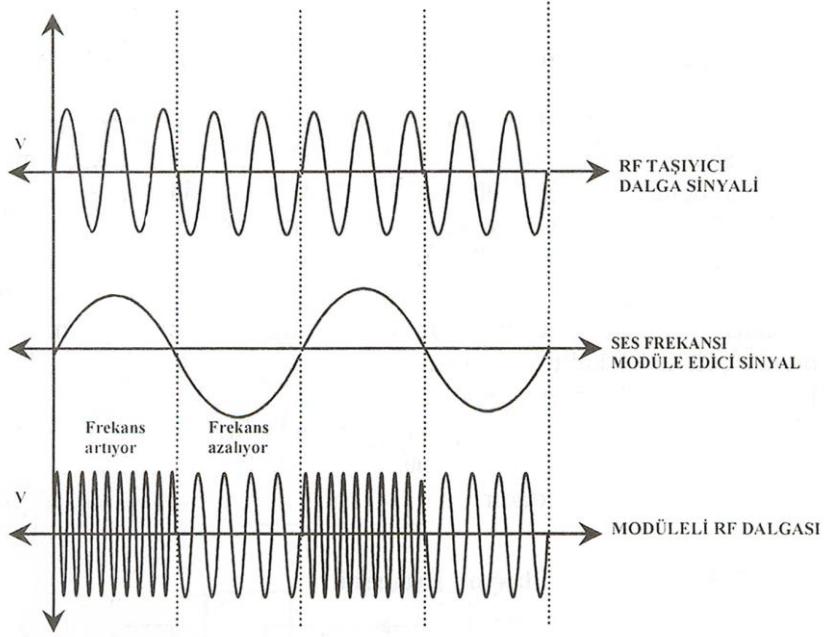 V
RF TAŞIYICI
DALGA SİNYALİ
SES FREKANSI
MODÜLE EDİCİ SİNYAL
Frekans
artıyor
Frekans
azalıyor
V
MODÜLELİ RF DALGASI